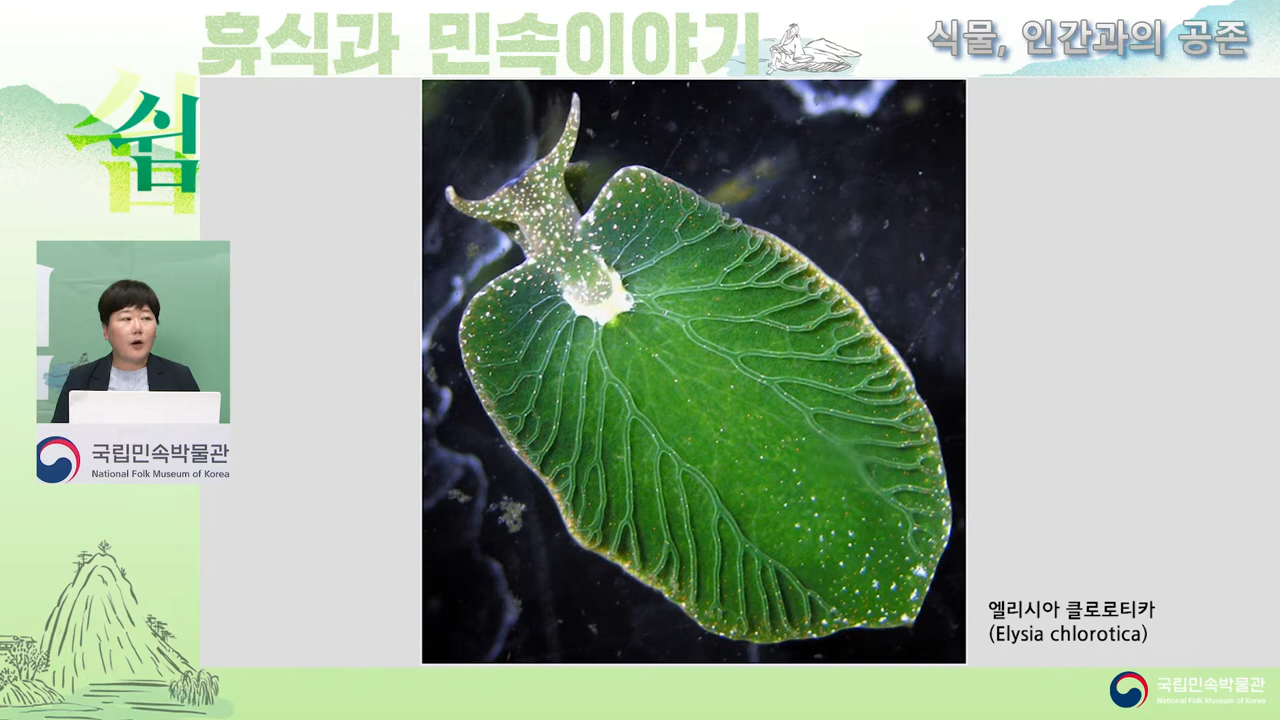 휴식과 민속이야기
식물, 인간과의 공존
쉼
국립민속박물관
National Folk Museum of Korea
엘리시아 클로로티카
(Elysia chlorotica)
국립민속박물관
National Folk Museum of Korea